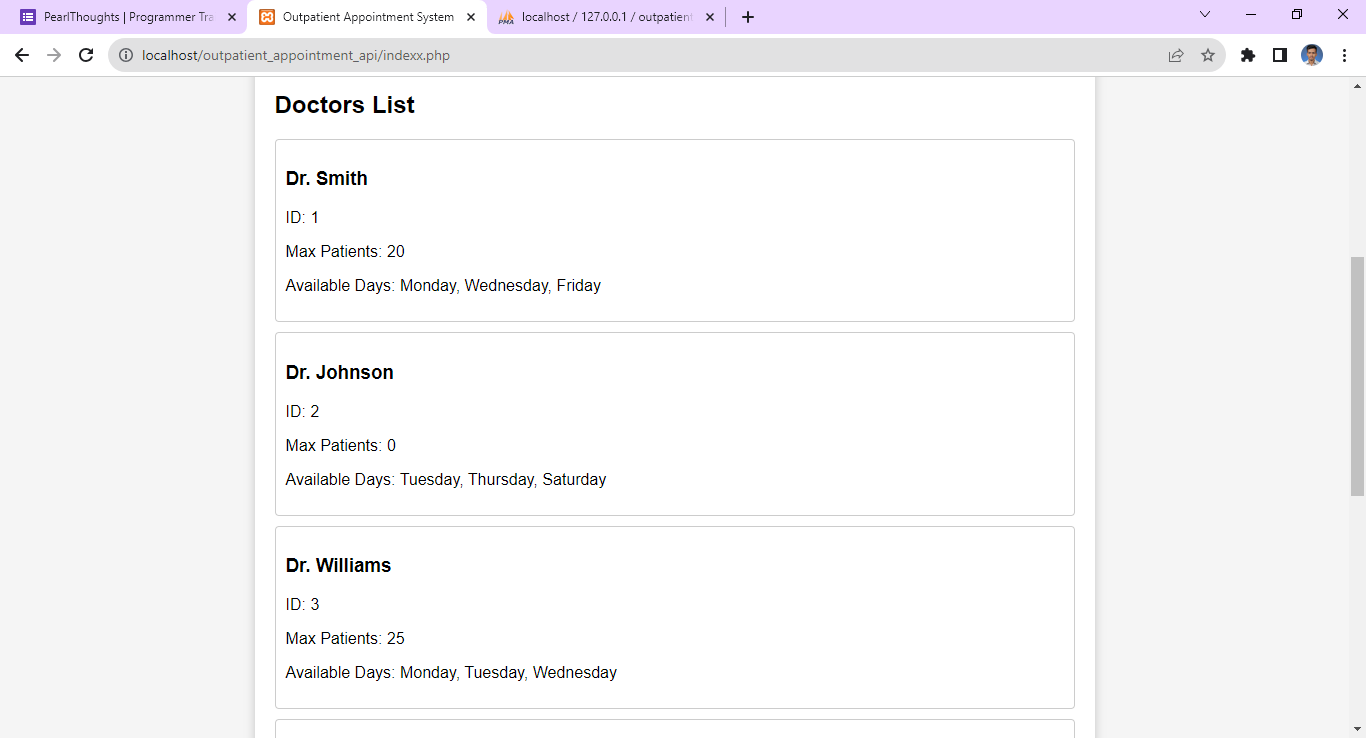 PearlThoughts | Programmer Tra
Outpatient Appointment System
localhost / 127.0.0.1 / outpatient
localhost/outpatient_appointment_api/indexx.php
Doctors List
Dr. Smith
ID: 1
Max Patients: 20
Available Days: Monday, Wednesday, Friday
Dr. Johnson
ID: 2
Max Patients: 0
Available Days: Tuesday, Thursday, Saturday
Dr. Williams
ID: 3
Max Patients: 25
Available Days: Monday, Tuesday, Wednesday